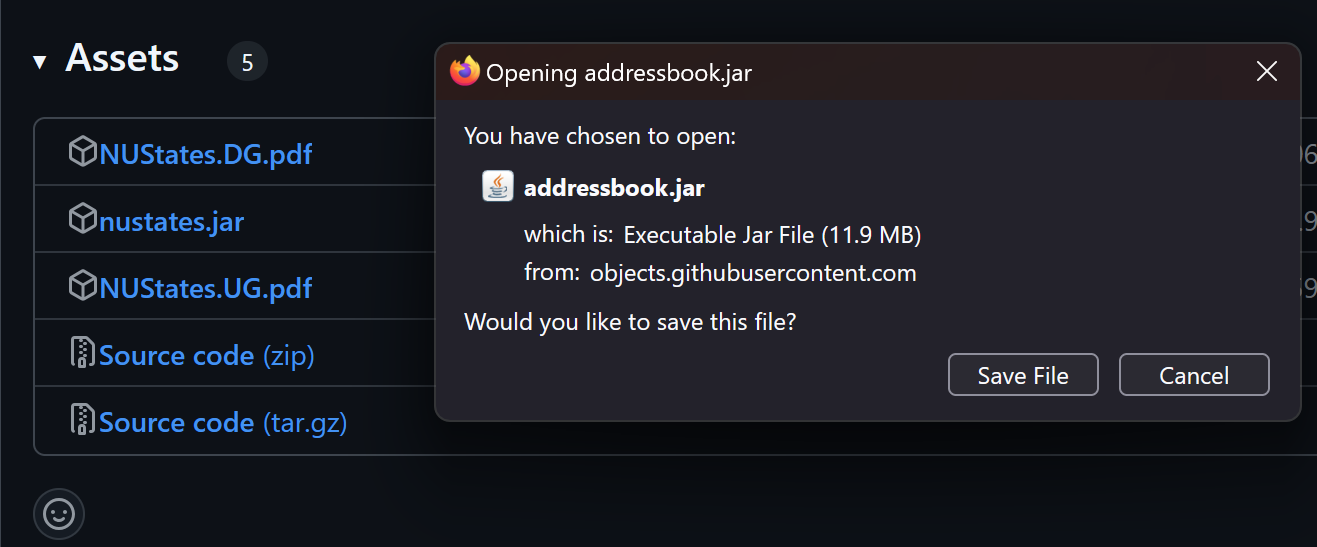 ▼ Assets 5
NUStates.DG.pdf
nustates.jar
NUStates.UG.pdf
Source code (zip)
Source code (tar.gz)
Opening addressbook.jar
You have chosen to open:
addressbook.jar
which is: Executable Jar File (11.9 MB)
from: objects.githubusercontent.com
Would you like to save this file?
Save File
Cancel